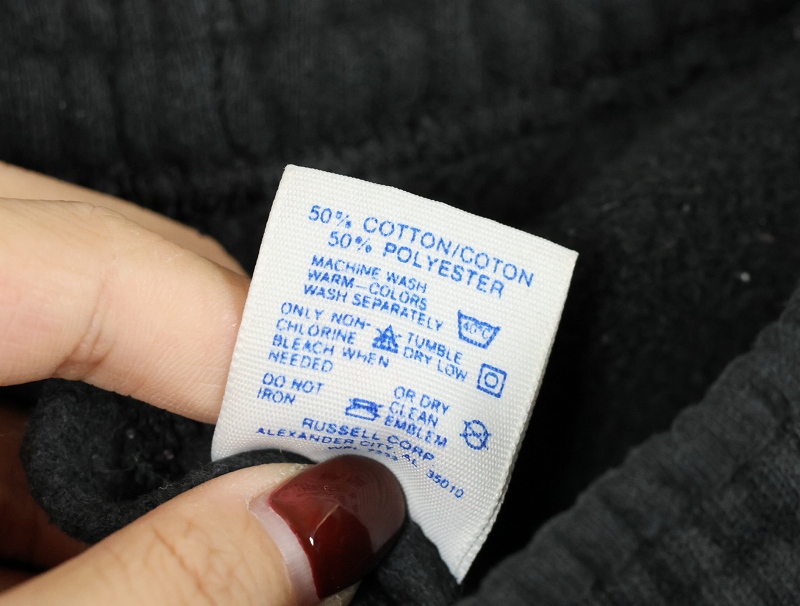 50% COTTON/COTON
50% POLYESTER
MACHINE WASH
WARM-COLORS
WASH SEPARATELY
40°C
ONLY NON-
CHLORINE
BLEACH WHEN
NEEDED
TUMBLE
DRY LOW
DO NOT
IRON
OR DRY
CLEAN
EMBLEM
RUSSELL CORP
ALEXANDER CITY, AL 35010